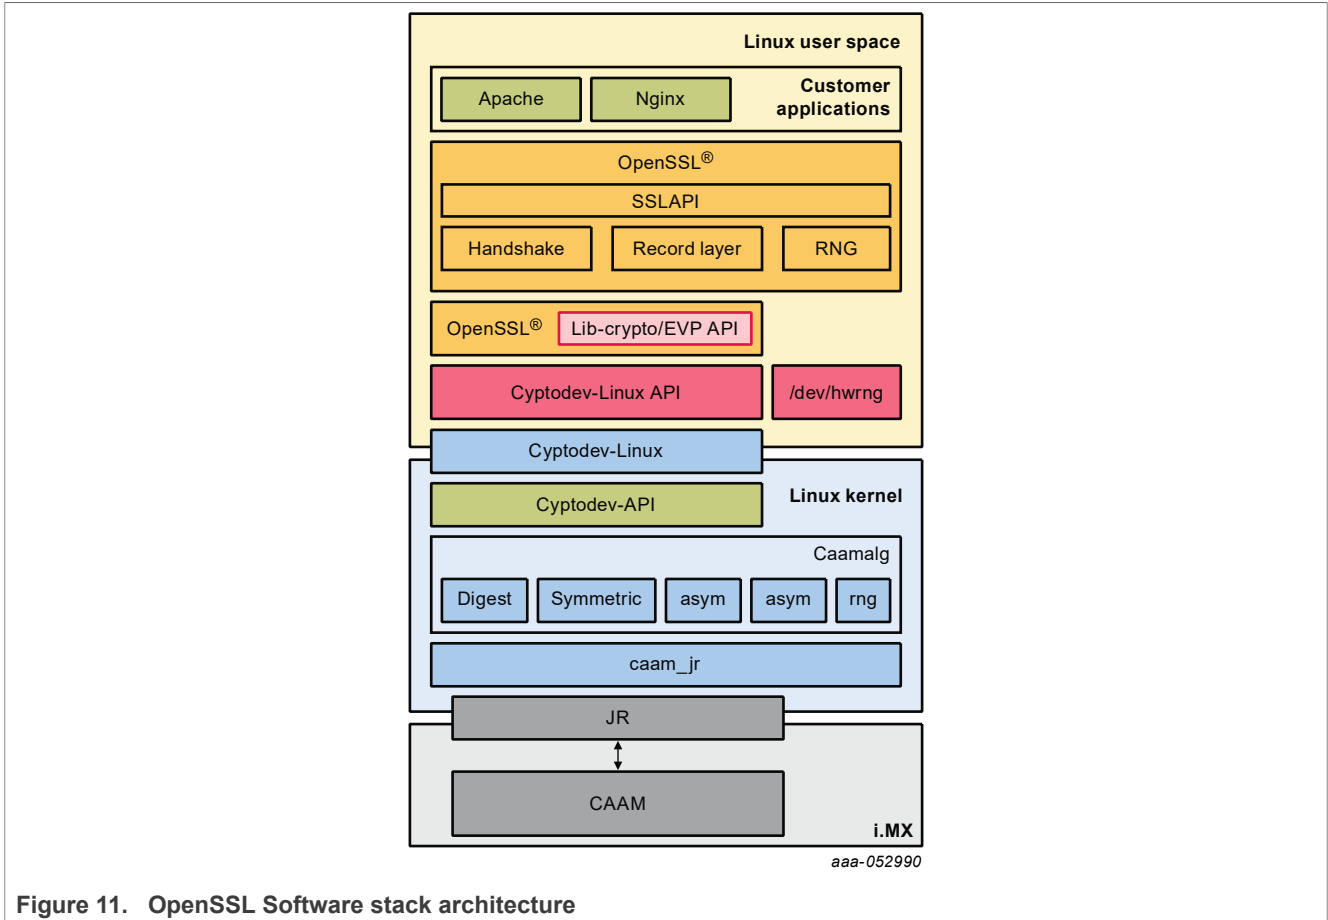 Linux user space
Customer
applications
Apache
Nginx
OpenSSL®
SSLAPI
Handshake
Record layer
RNG
OpenSSL®
Lib-crypto/EVP API
Cyptodev-Linux API
/dev/hwrng
Cyptodev-Linux
Linux kernel
Cyptodev-API
Caamalg
Digest
Symmetric
asym
asym
rng
caam_jr
JR
CAAM
i.MX
aaa-052990
Figure 11. OpenSSL Software stack architecture